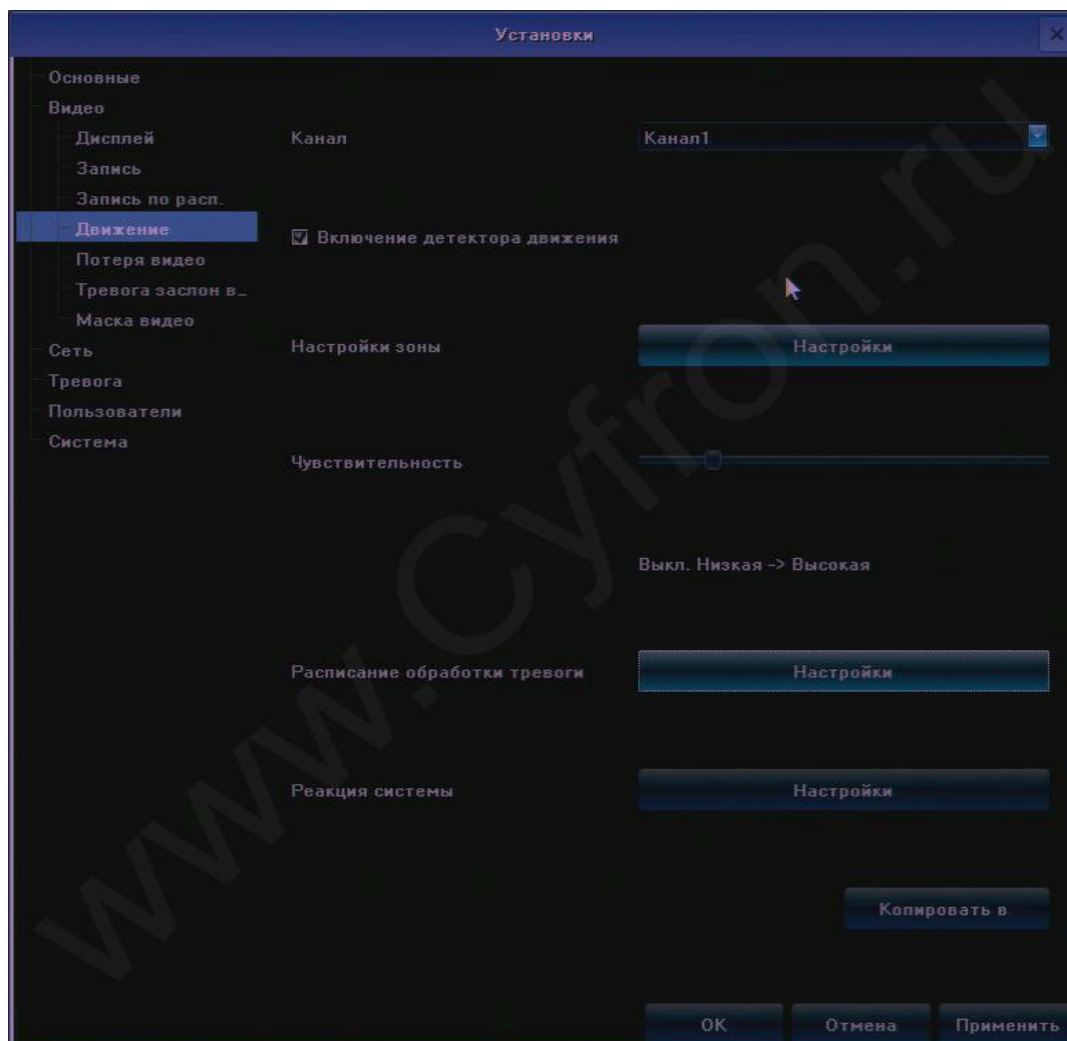 Установки
Основные
Видео
Дисплей
Запись
Запись по расп.
Движение
Потеря видео
Тревога заслон в_
Маска видео
Сеть
Тревога
Пользователи
Система
Канал
Канал1
Включение детектора движения
Настройки зоны
Настройки
Чувствительность
Выкл. Низкая -> Высокая
Расписание обработки тревоги
Настройки
Реакция системы
Настройки
Копировать в
ОК
Отмена
Применить
www.Cyfron.ru